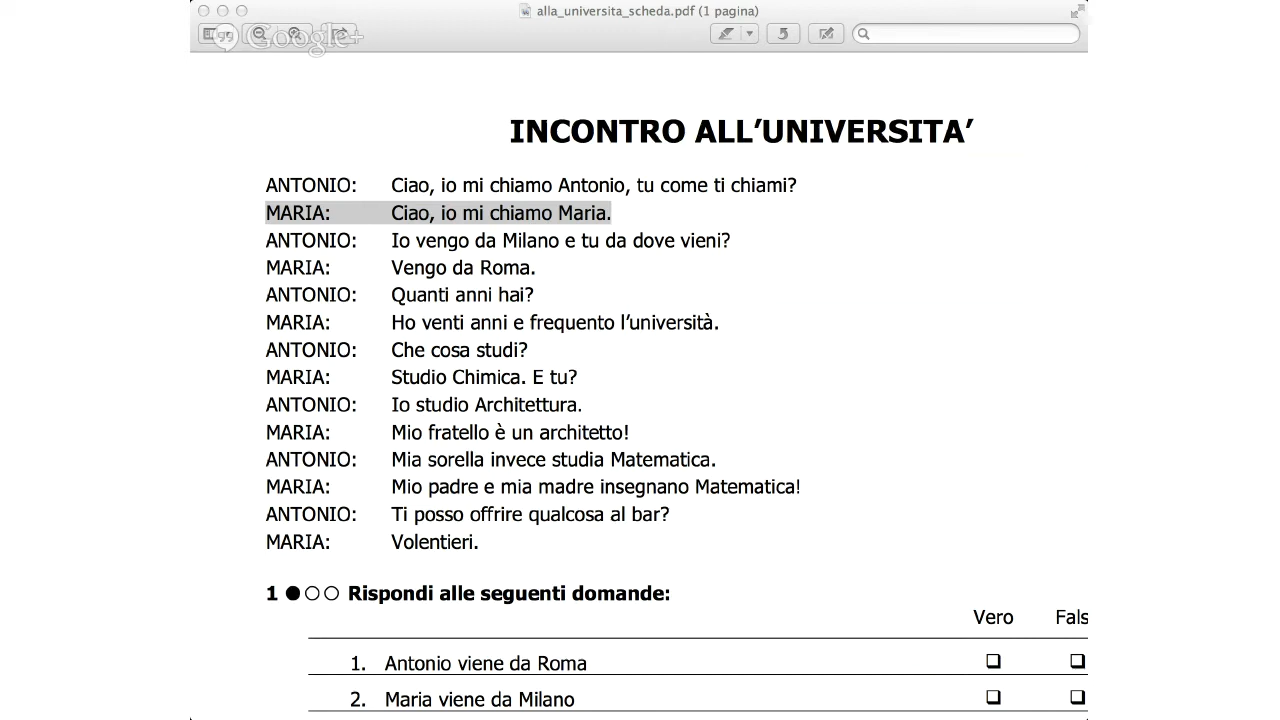 alla_universita_scheda.pdf (1 pagina)
Google+
INCONTRO ALL’UNIVERSITA’
ANTONIO: Ciao, io mi chiamo Antonio, tu come ti chiami?
MARIA: Ciao, io mi chiamo Maria.
ANTONIO: Io vengo da Milano e tu da dove vieni?
MARIA: Vengo da Roma.
ANTONIO: Quanti anni hai?
MARIA: Ho venti anni e frequento l’università.
ANTONIO: Che cosa studi?
MARIA: Studio Chimica. E tu?
ANTONIO: Io studio Architettura.
MARIA: Mio fratello è un architetto!
ANTONIO: Mia sorella invece studia Matematica.
MARIA: Mio padre e mia madre insegnano Matematica!
ANTONIO: Ti posso offrire qualcosa al bar?
MARIA: Volentieri.
1 ●○○ Rispondi alle seguenti domande:
Vero Fals
1. Antonio viene da Roma ❑ ❑
2. Maria viene da Milano ❑ ❑